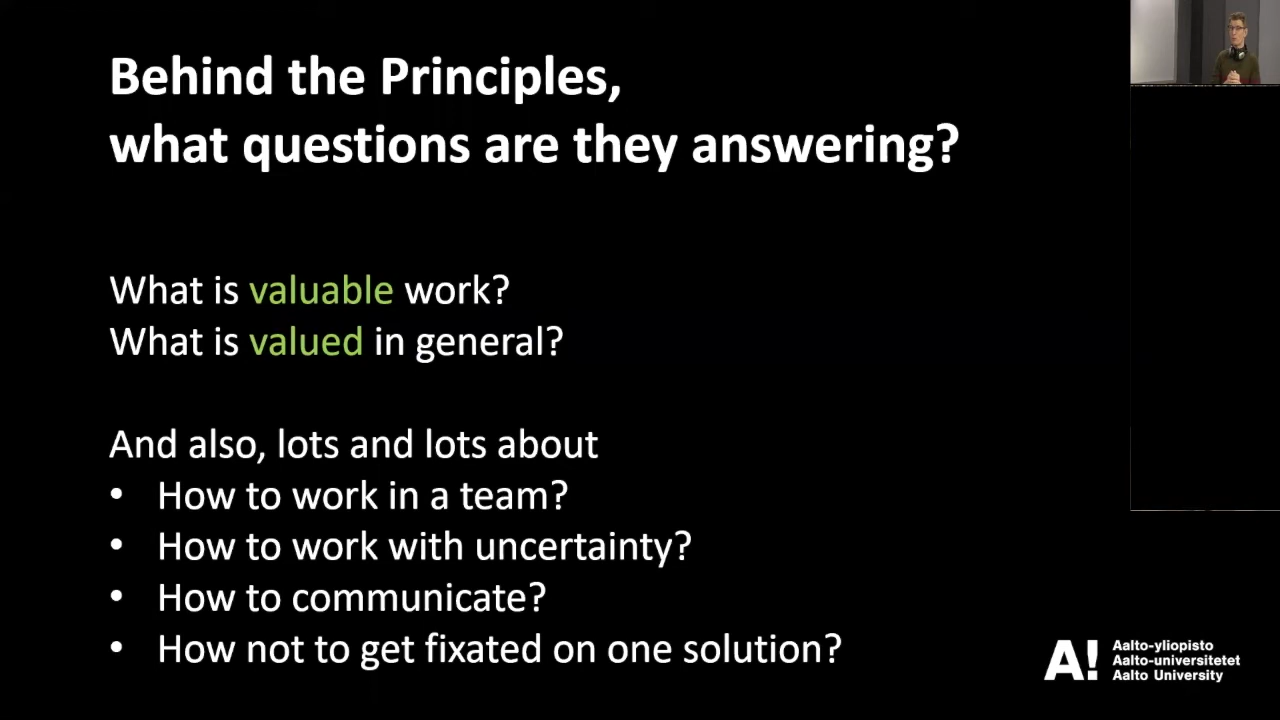 Behind the Principles,
what questions are they answering?
What is valuable work?
What is valued in general?
And also, lots and lots about
• How to work in a team?
• How to work with uncertainty?
• How to communicate?
• How not to get fixated on one solution?
A!
Aalto-yliopisto
Aalto-universitetet
Aalto University